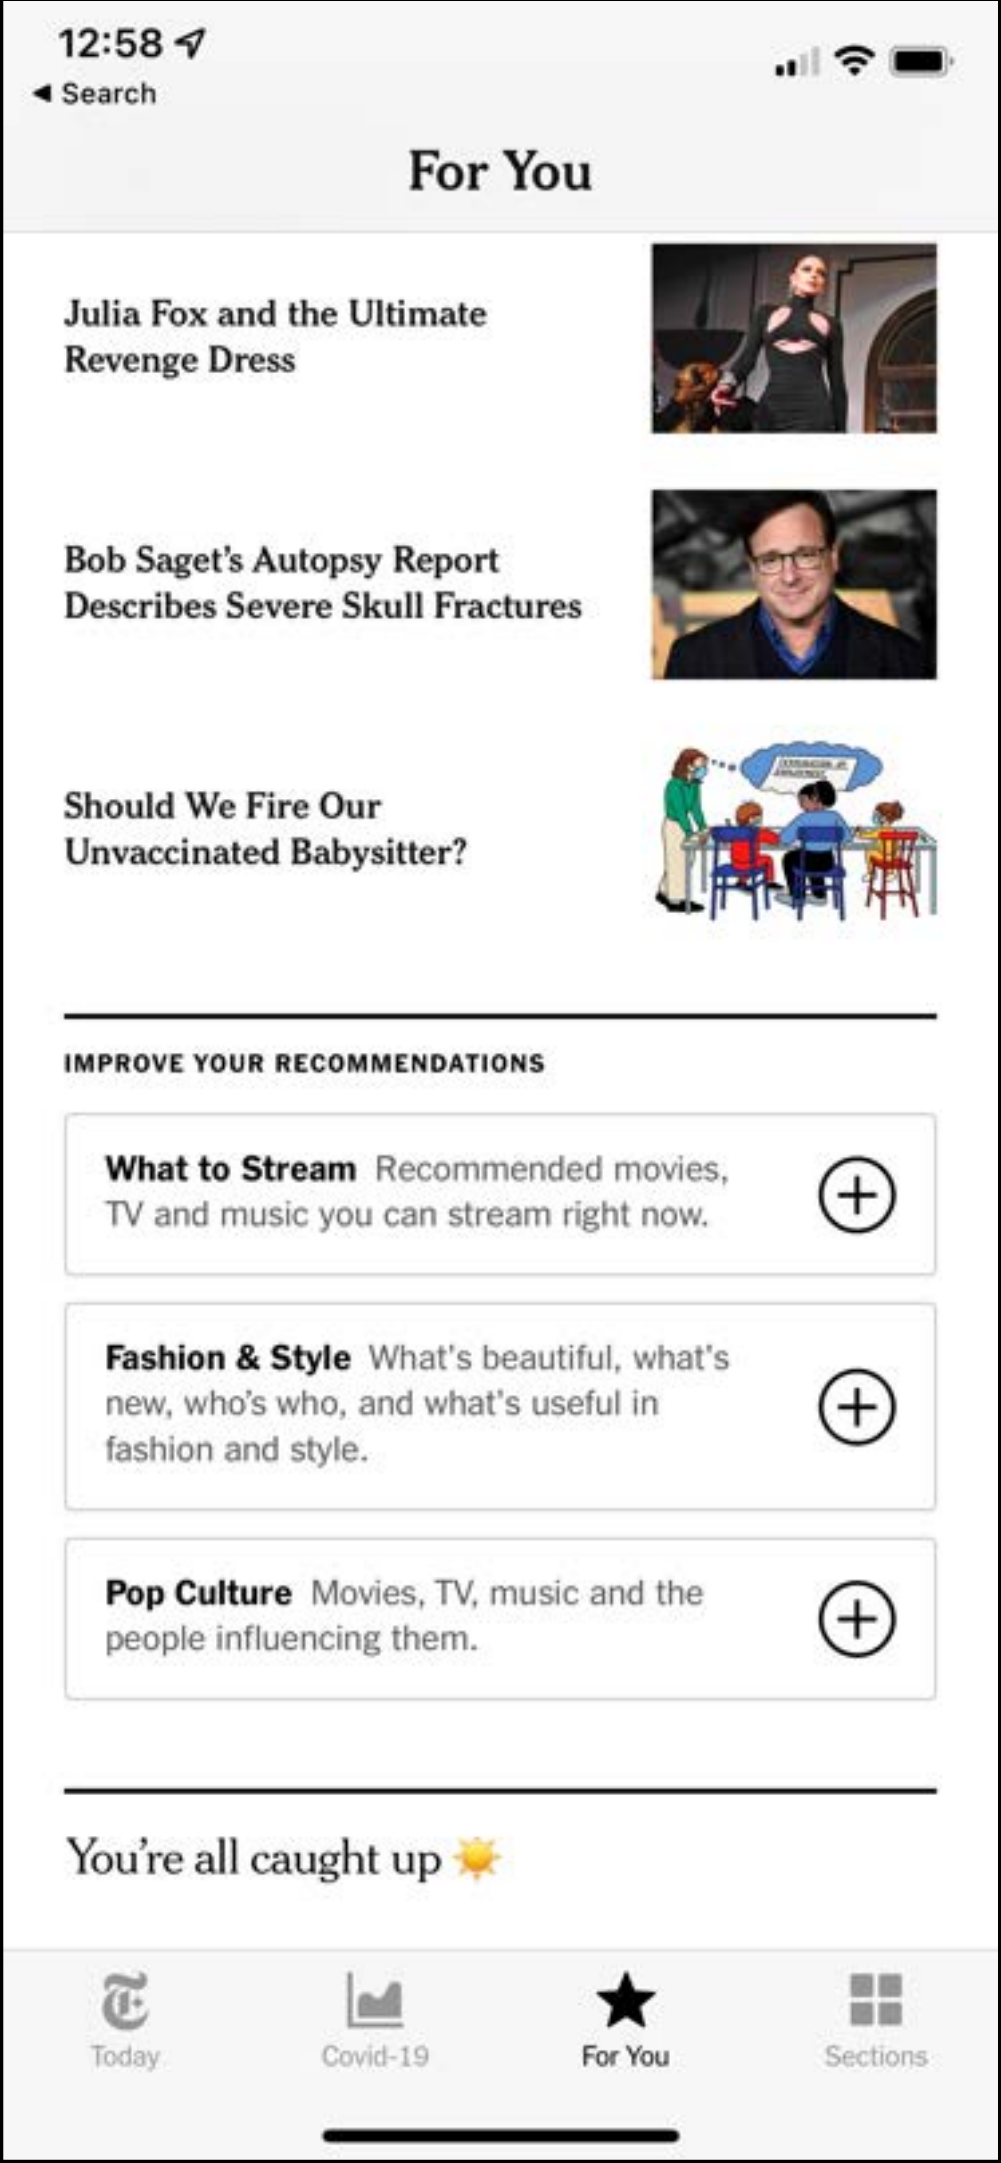 12:58
◀ Search
For You
Julia Fox and the Ultimate
Revenge Dress
Bob Saget’s Autopsy Report
Describes Severe Skull Fractures
Should We Fire Our
Unvaccinated Babysitter?
IMPROVE YOUR RECOMMENDATIONS
What to Stream Recommended movies,
TV and music you can stream right now.
Fashion & Style What's beautiful, what's
new, who’s who, and what's useful in
fashion and style.
Pop Culture Movies, TV, music and the
people influencing them.
You’re all caught up
Today
Covid-19
For You
Sections